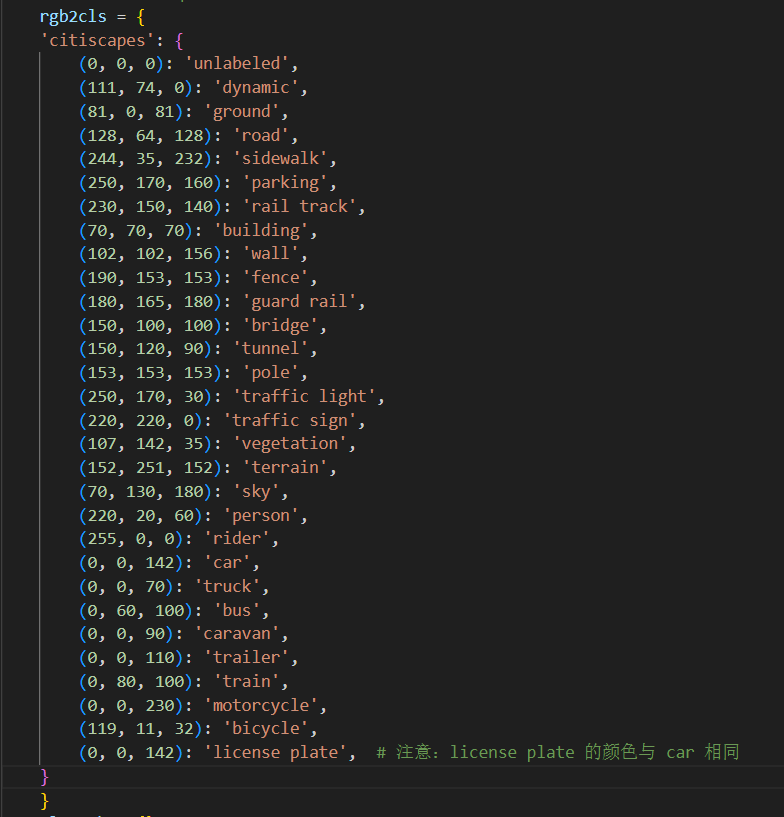 rgb2cls = {
'citiscapes': {
(0, 0, 0): 'unlabeled',
(111, 74, 0): 'dynamic',
(81, 0, 81): 'ground',
(128, 64, 128): 'road',
(244, 35, 232): 'sidewalk',
(250, 170, 160): 'parking',
(230, 150, 140): 'rail track',
(70, 70, 70): 'building',
(102, 102, 156): 'wall',
(190, 153, 153): 'fence',
(180, 165, 180): 'guard rail',
(150, 100, 100): 'bridge',
(150, 120, 90): 'tunnel',
(153, 153, 153): 'pole',
(250, 170, 30): 'traffic light',
(220, 220, 0): 'traffic sign',
(107, 142, 35): 'vegetation',
(152, 251, 152): 'terrain',
(70, 130, 180): 'sky',
(220, 20, 60): 'person',
(255, 0, 0): 'rider',
(0, 0, 142): 'car',
(0, 0, 70): 'truck',
(0, 60, 100): 'bus',
(0, 0, 90): 'caravan',
(0, 0, 110): 'trailer',
(0, 80, 100): 'train',
(0, 0, 230): 'motorcycle',
(119, 11, 32): 'bicycle',
(0, 0, 142): 'license plate',  # 注意：license plate 的颜色与 car 相同
}
}